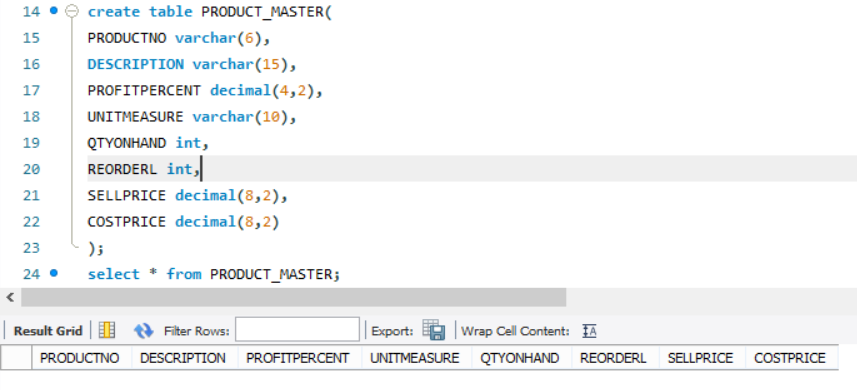 14 create table PRODUCT_MASTER(
15 PRODUCTNO varchar(6),
16 DESCRIPTION varchar(15),
17 PROFITPERCENT decimal(4,2),
18 UNITMEASURE varchar(10),
19 QTYONHAND int,
20 REORDERL int,
21 SELLPRICE decimal(8,2),
22 COSTPRICE decimal(8,2)
23 );
24 select * from PRODUCT_MASTER;
Result Grid Filter Rows: Export: Wrap Cell Content:
PRODUCTNO DESCRIPTION PROFITPERCENT UNITMEASURE QTYONHAND REORDERL SELLPRICE COSTPRICE